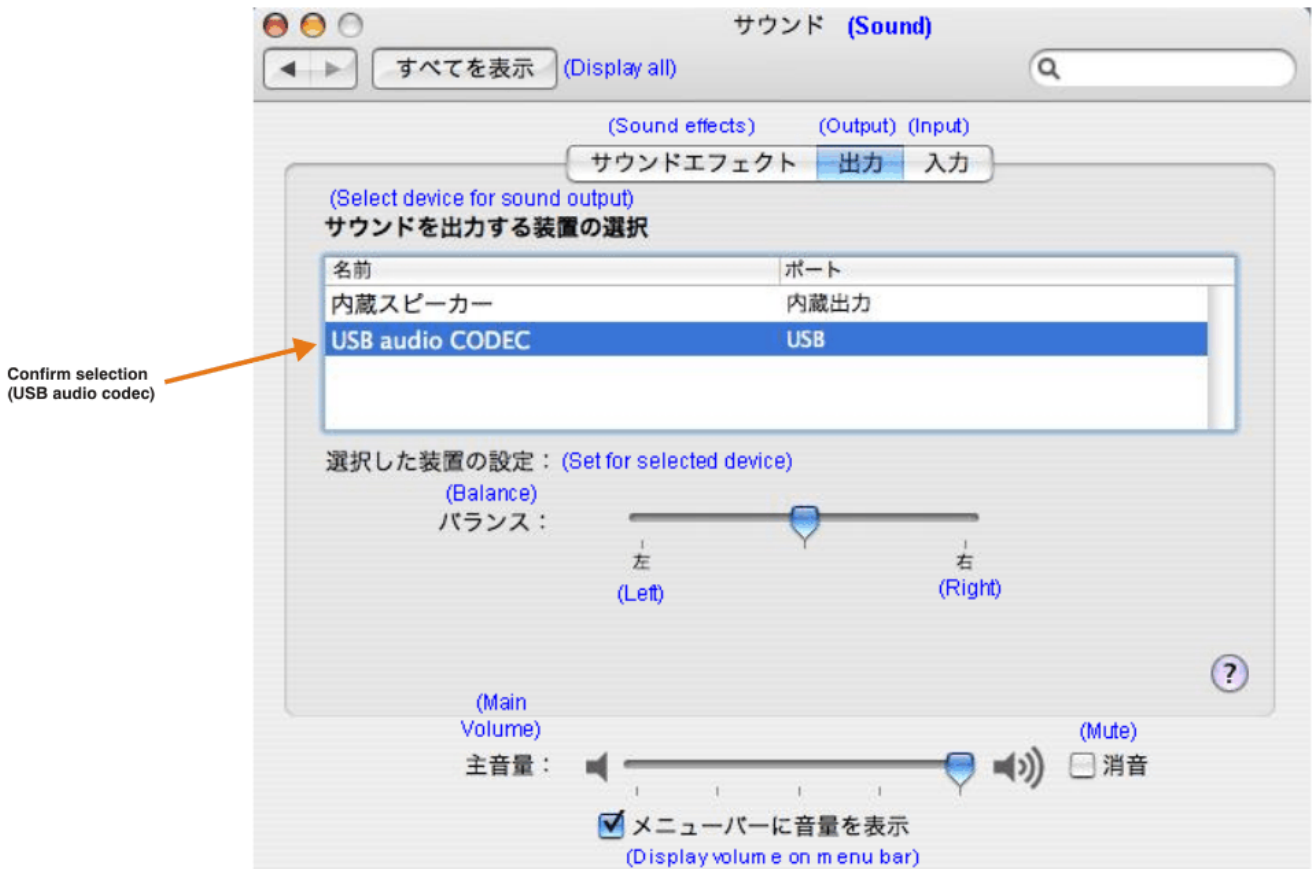 サウンド (Sound)
すべてを表示 (Display all)
(Sound effects) (Output) (Input)
サウンドエフェクト 出力 入力
(Select device for sound output)
サウンドを出力する装置の選択
名前 ポート
内蔵スピーカー 内蔵出力
USB audio CODEC USB
Confirm selection
(USB audio codec)
選択した装置の設定： (Set for selected device)
(Balance)
バランス：
左 右
(Left) (Right)
?
(Main
Volume)
(Mute)
主音量： 消音
メニューバーに音量を表示
(Display volume on menu bar)